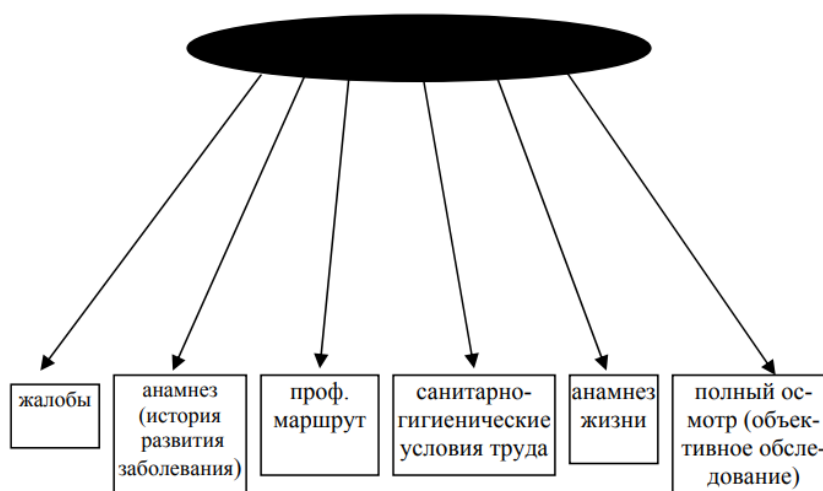 жалобы
анамнез
(история
развития
заболевания)
проф.
маршрут
санитарно-
гигиенические
условия труда
анамнез
жизни
полный ос-
мотр (объек-
тивное обсле-
дование)